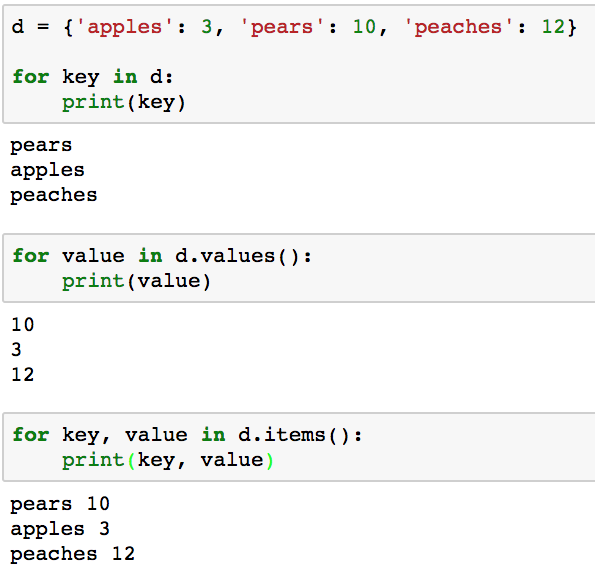 d = {'apples': 3, 'pears': 10, 'peaches': 12}
for key in d:
    print(key)
pears
apples
peaches
for value in d.values():
    print(value)
10
3
12
for key, value in d.items():
    print(key, value)
pears 10
apples 3
peaches 12